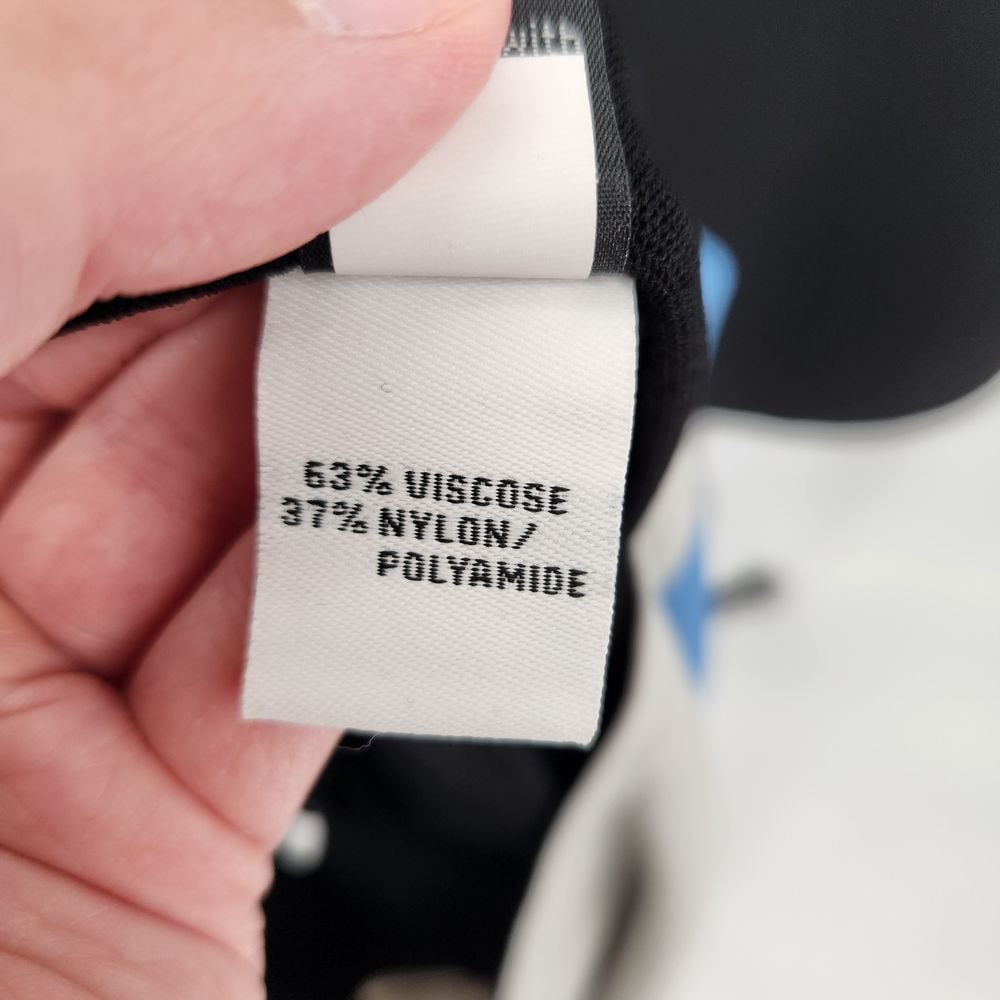 63% VISCOSE
37% NYLON/
POLYAMIDE